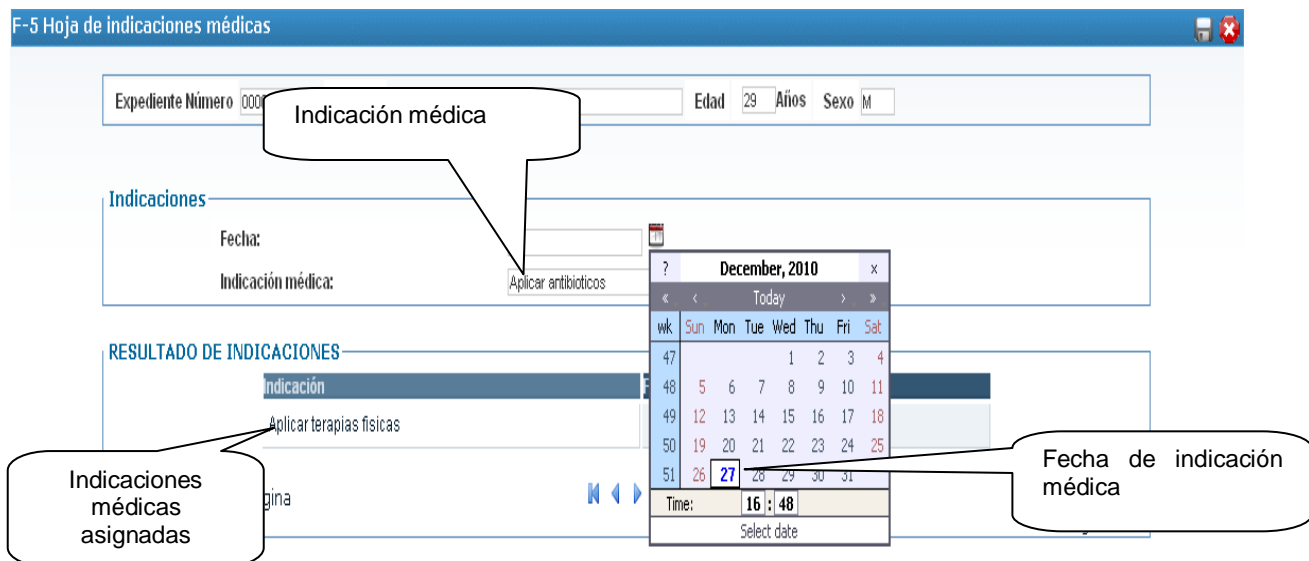 F-5 Hoja de indicaciones médicas
Expediente Número Edad 29 Años Sexo M
Indicación médica
Indicaciones
Fecha:
Indicación médica: Aplicar antibioticos
? December, 2010 x
« ‹ Today › »
wk Sun Mon Tue Wed Thu Fri Sat
47 1 2 3 4
48 5 6 7 8 9 10 11
49 12 13 14 15 16 17 18
50 19 20 21 22 23 24 25
51 26 27 28 29 30 31
Time: 16 : 48
Select date
RESULTADO DE INDICACIONES
Indicación
Aplicar terapias fisicas
Indicaciones
médicas
asignadas
Fecha de indicación
médica